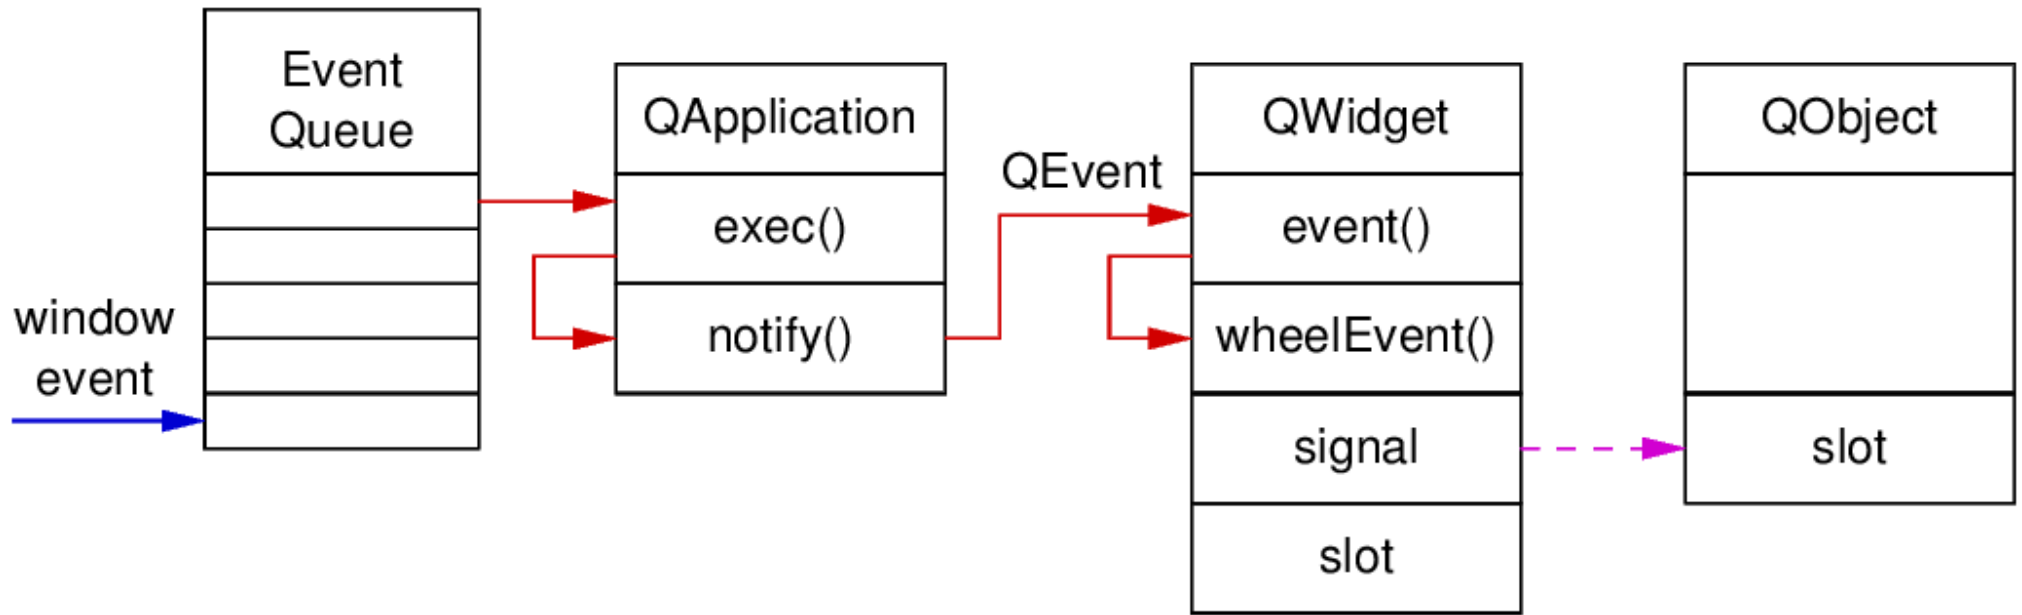 Event
Queue
window
event
QApplication
exec()
notify()
QEvent
QWidget
event()
wheelEvent()
signal
slot
QObject
slot